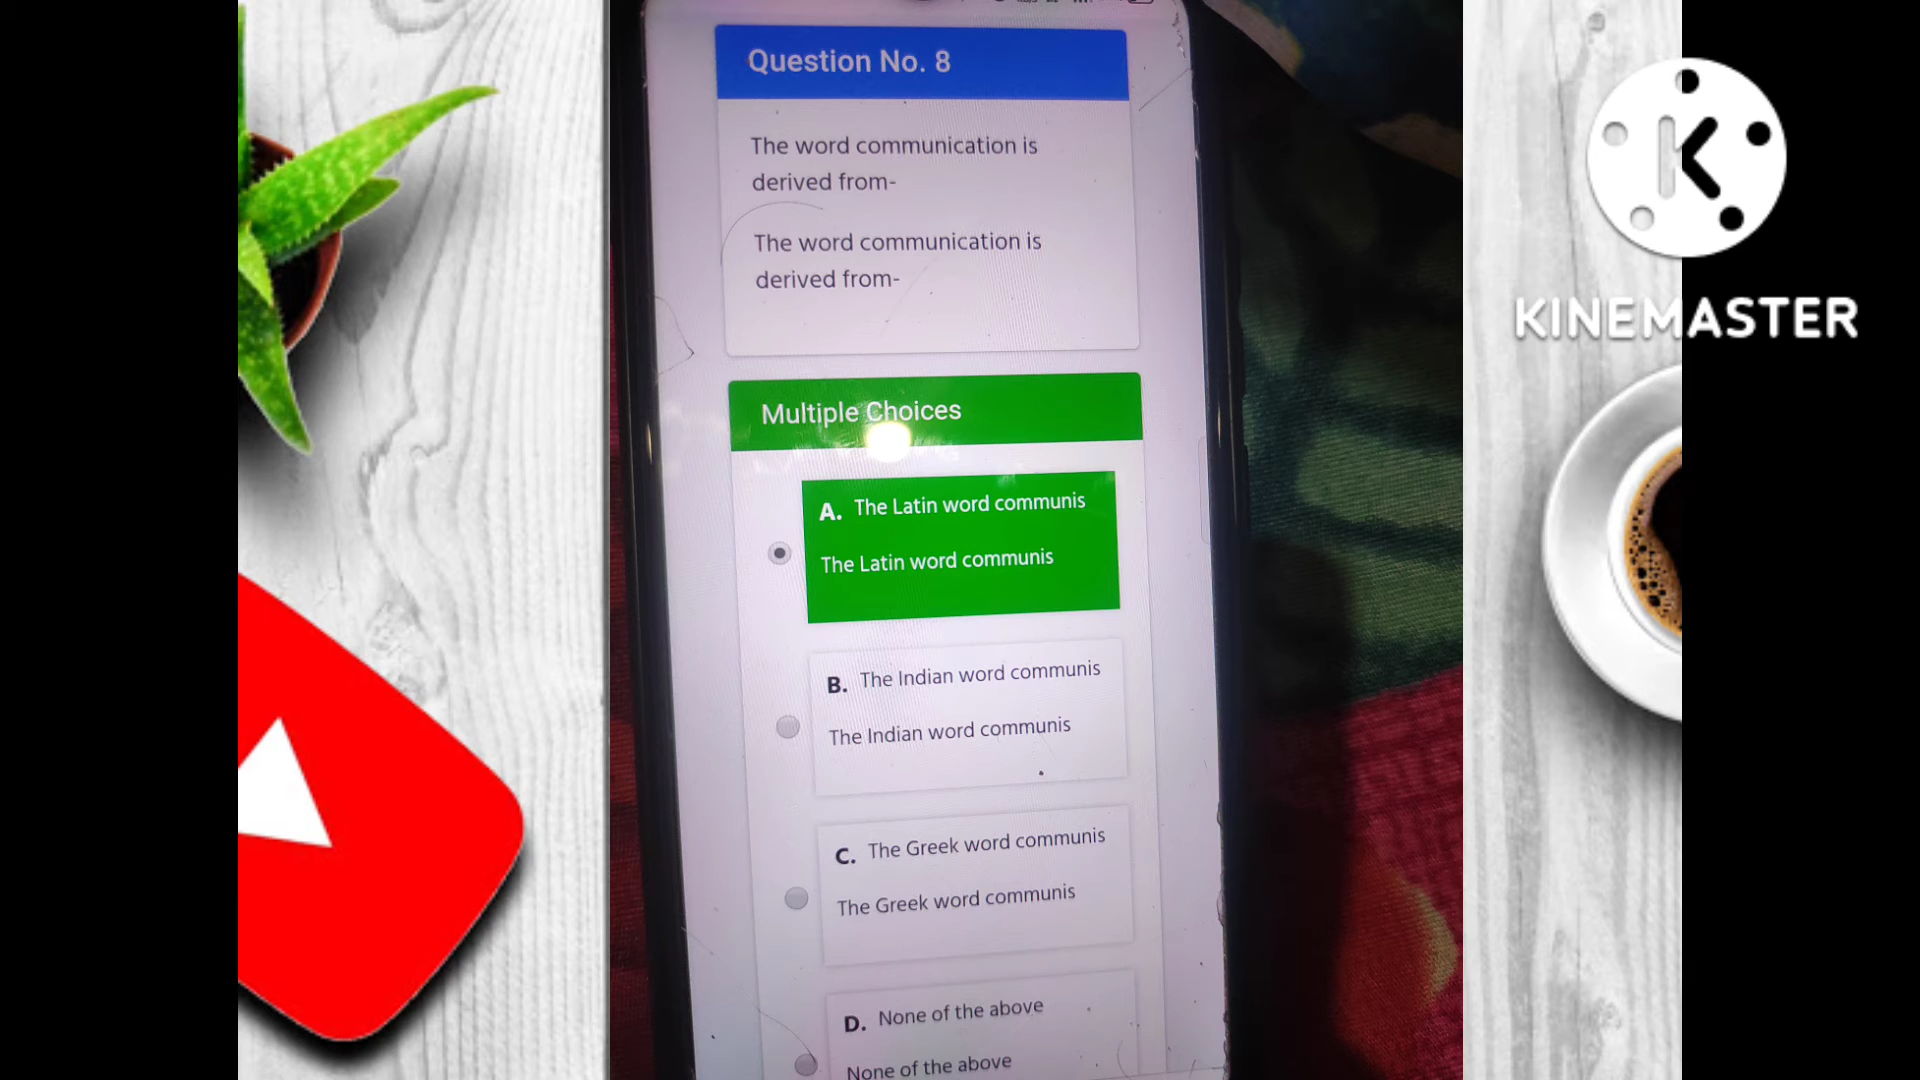 Question No. 8
The word communication is
derived from-
The word communication is
derived from-
Multiple Choices
A. The Latin word communis
The Latin word communis
B. The Indian word communis
The Indian word communis
C. The Greek word communis
The Greek word communis
D. None of the above
None of the above
K
KINEMASTER